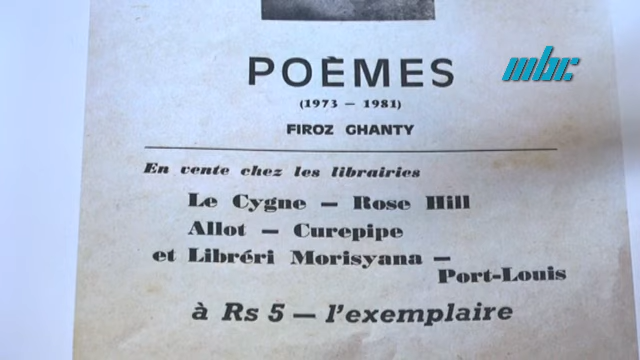 POÈMES
mbc
(1973 — 1981)
FIROZ GHANTY
En vente chez les librairies
Le Cygne — Rose Hill
Allot — Curepipe
et Libréri Morisyana —
Port-Louis
à Rs 5 — l'exemplaire